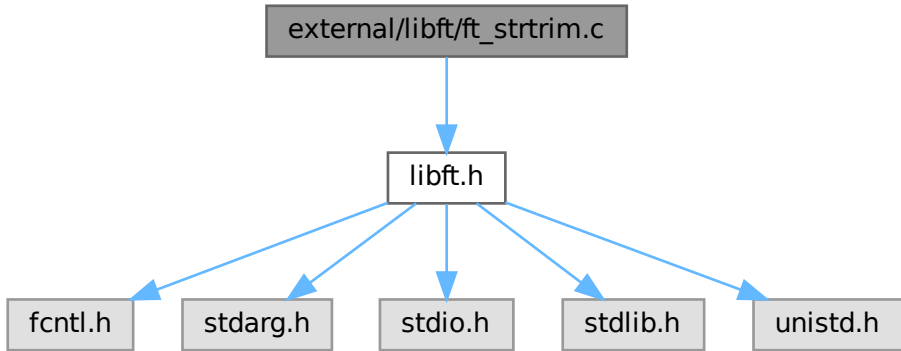 external/libft/ft_strtrim.c
libft.h
fcntl.h
stdarg.h
stdio.h
stdlib.h
unistd.h